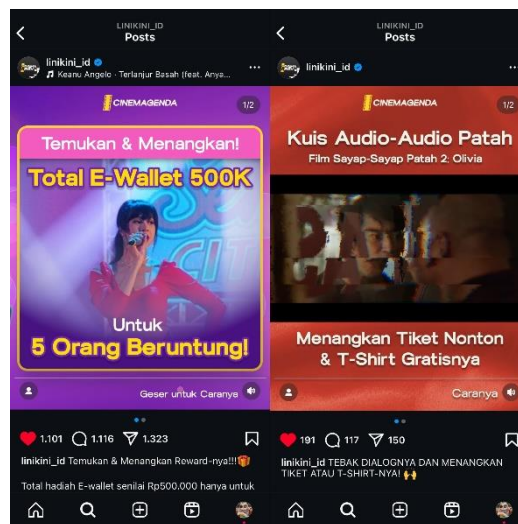 LINIKINI_ID
Posts
linikini_id
Keanu Angelo · Terlanjur Basah (feat. Anya...
CINEMAGENDA
1/2
Temukan & Menangkan!
Total E-Wallet 500K
CIT
Untuk
5 Orang Beruntung!
Geser untuk Caranya
1.101
1.116
1.323
linikini_id Temukan & Menangkan Reward-nya!!!🎁
Total hadiah E-wallet senilai Rp500.000 hanya untuk
LINIKINI_ID
Posts
linikini_id
CINEMAGENDA
1/2
Kuis Audio-Audio Patah
Film Sayap-Sayap Patah 2: Olivia
Menangkan Tiket Nonton
& T-Shirt Gratisnya
Caranya
191
117
150
linikini_id TEBAK DIALOGNYA DAN MENANGKAN
TIKET ATAU T-SHIRT-NYA! 🙌